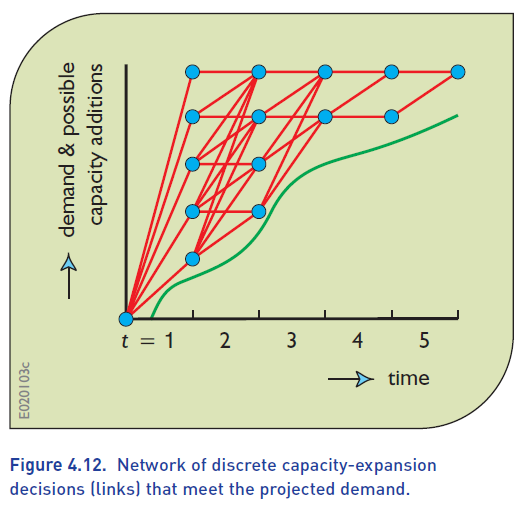 demand & possible
capacity additions
t = 1 2 3 4 5
time
E020103c
Figure 4.12. Network of discrete capacity-expansion
decisions (links) that meet the projected demand.